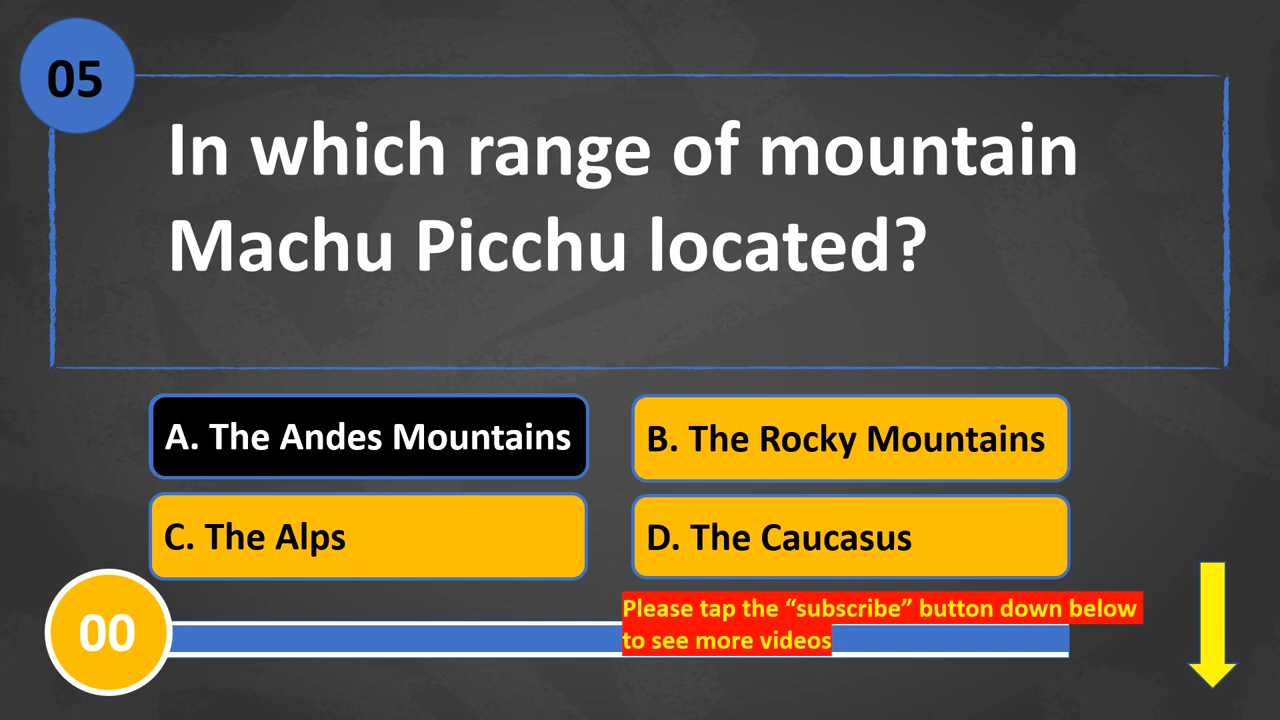 05
In which range of mountain
Machu Picchu located?
A. The Andes Mountains
B. The Rocky Mountains
C. The Alps
D. The Caucasus
00
Please tap the “subscribe” button down below
to see more videos